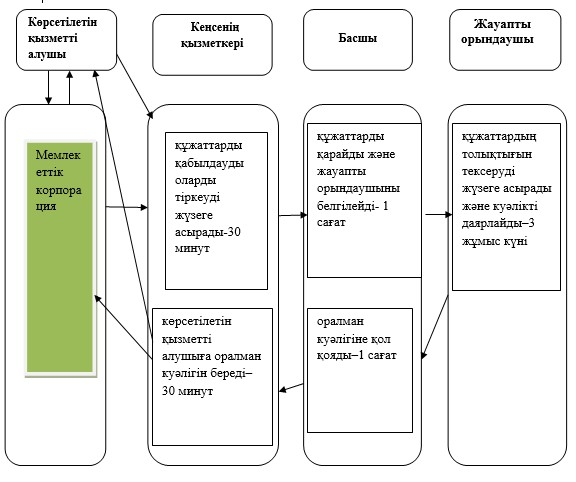 Көрсетілетін
қызметті
алушы
Кеңсенің
қызметкері
Басшы
Жауапты
орындаушы
Мемлек
еттік
корпора
ция
құжаттарды
қабылдауды
оларды
тіркеуді
жүзеге
асырады-30
минут
құжаттарды
қарайды және
жауапты
орындаушыны
белгілейді- 1
сағат
құжаттардың
толықтығын
тексеруді
жүзеге асырады
және куәлікті
даярлайды–3
жұмыс күні
көрсетілетін
қызметті
алушыға оралман
куәлігін береді–
30 минут
оралман
куәлігіне қол
қояды–1 сағат